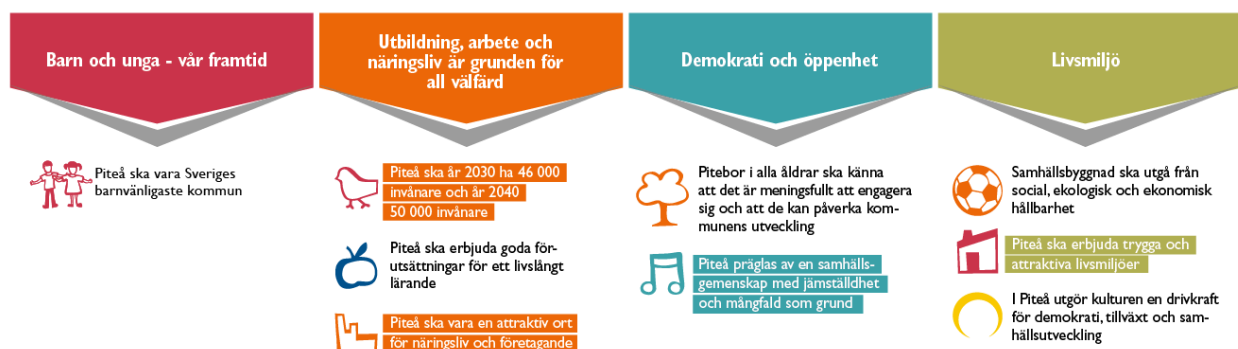 Barn och unga - vår framtid
Piteå ska vara Sveriges
barnvänligaste kommun
Utbildning, arbete och
näringsliv är grunden för
all välfärd
Piteå ska år 2030 ha 46 000
invånare och år 2040
50 000 invånare
Piteå ska erbjuda goda för-
utsättningar för ett livslångt
lärande
Piteå ska vara en attraktiv ort
för näringsliv och företagande
Demokrati och öppenhet
Pitebor i alla åldrar ska känna
att det är meningsfullt att engagera
sig och att de kan påverka kom-
munens utveckling
Piteå präglas av en samhälls-
gemenskap med jämställdhet
och mångfald som grund
Livsmiljö
Samhällsbyggnad ska utgå från
social, ekologisk och ekonomisk
hållbarhet
Piteå ska erbjuda trygga och
attraktiva livsmiljöer
I Piteå utgör kulturen en drivkraft
för demokrati, tillväxt och sam-
hällsutveckling